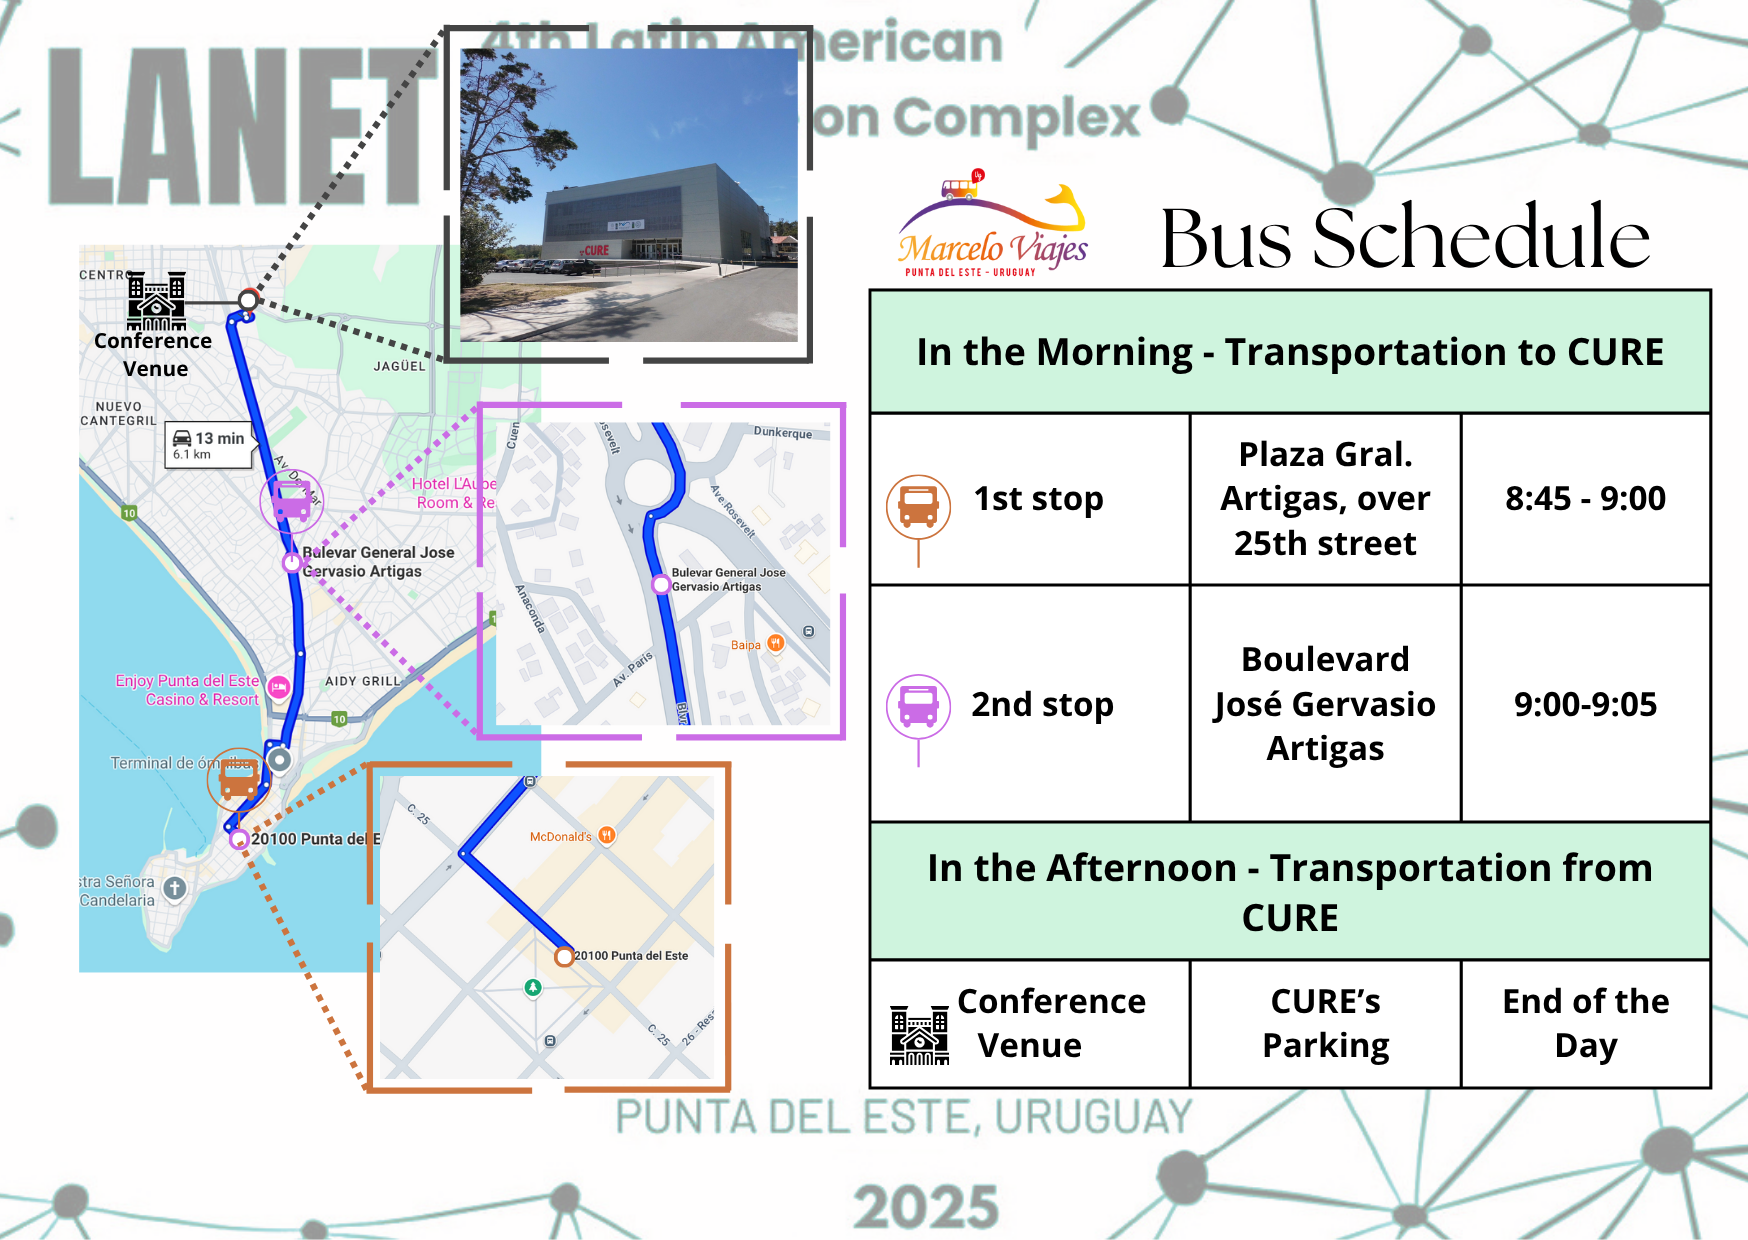 LANET
4th Latin American
on Complex
CURE
Marcelo Viajes
PUNTA DEL ESTE - URUGUAY
Bus Schedule
In the Morning - Transportation to CURE
1st stop
Plaza Gral.
Artigas, over
25th street
8:45 - 9:00
2nd stop
Boulevard
José Gervasio
Artigas
9:00-9:05
In the Afternoon - Transportation from
CURE
Conference
Venue
CURE’s
Parking
End of the
Day
CENTRO
Conference
Venue
JAGÜEL
NUEVO
CANTEGRIL
13 min
6.1 km
Av. Del Mar
10
Hotel L'Aube
Room & Re
Bulevar General Jose
Gervasio Artigas
Enjoy Punta del Este
Casino & Resort
AIDY GRILL
10
Terminal de ómnibus
20100 Punta del E
stra Señora
Candelaria
Cuen
osevelt
Dunkerque
Ave.Rosevelt
Bulevar General Jose
Gervasio Artigas
Anaconda
Baipa
Av. París
Blva
C. 25
McDonald's
20100 Punta del Este
C. 25
26 - Res
PUNTA DEL ESTE, URUGUAY
2025